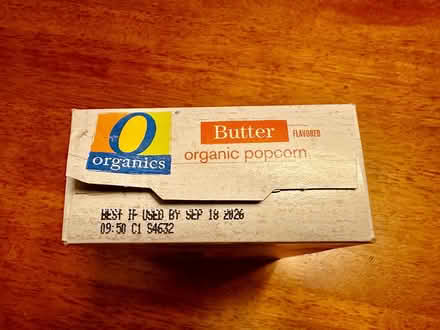 O
organics
Butter FLAVORED
organic popcorn
BEST IF USED BY SEP 18 2026
09:50 C1 S4632